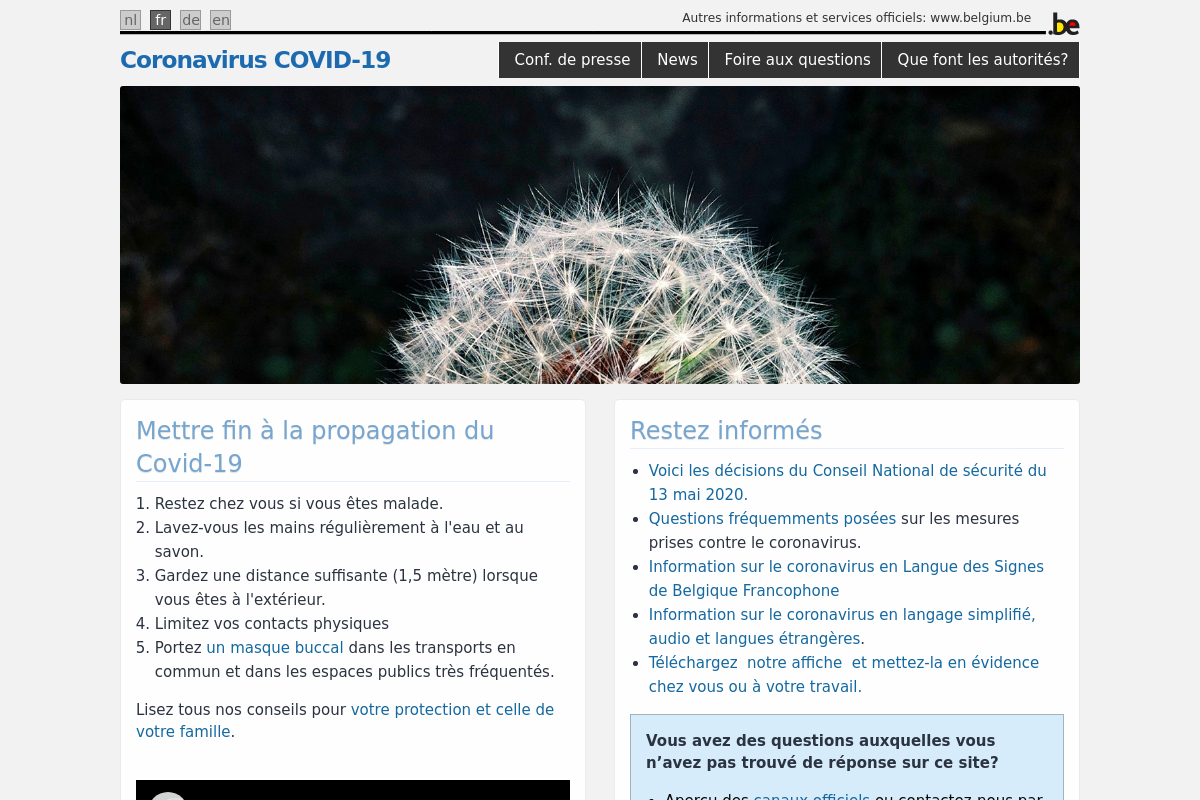 nl fr de en
Autres informations et services officiels: www.belgium.be
.be
Coronavirus COVID-19
Conf. de presse
News
Foire aux questions
Que font les autorités?
Mettre fin à la propagation du
Covid-19
1. Restez chez vous si vous êtes malade.
2. Lavez-vous les mains régulièrement à l'eau et au
savon.
3. Gardez une distance suffisante (1,5 mètre) lorsque
vous êtes à l'extérieur.
4. Limitez vos contacts physiques
5. Portez un masque buccal dans les transports en
commun et dans les espaces publics très fréquentés.
Lisez tous nos conseils pour votre protection et celle de
votre famille.
Restez informés
• Voici les décisions du Conseil National de sécurité du
13 mai 2020.
• Questions fréquemments posées sur les mesures
prises contre le coronavirus.
• Information sur le coronavirus en Langue des Signes
de Belgique Francophone
• Information sur le coronavirus en langage simplifié,
audio et langues étrangères.
• Téléchargez  notre affiche  et mettez-la en évidence
chez vous ou à votre travail.
Vous avez des questions auxquelles vous
n’avez pas trouvé de réponse sur ce site?
• Aperçu des canaux officiels ou contactez-nous par